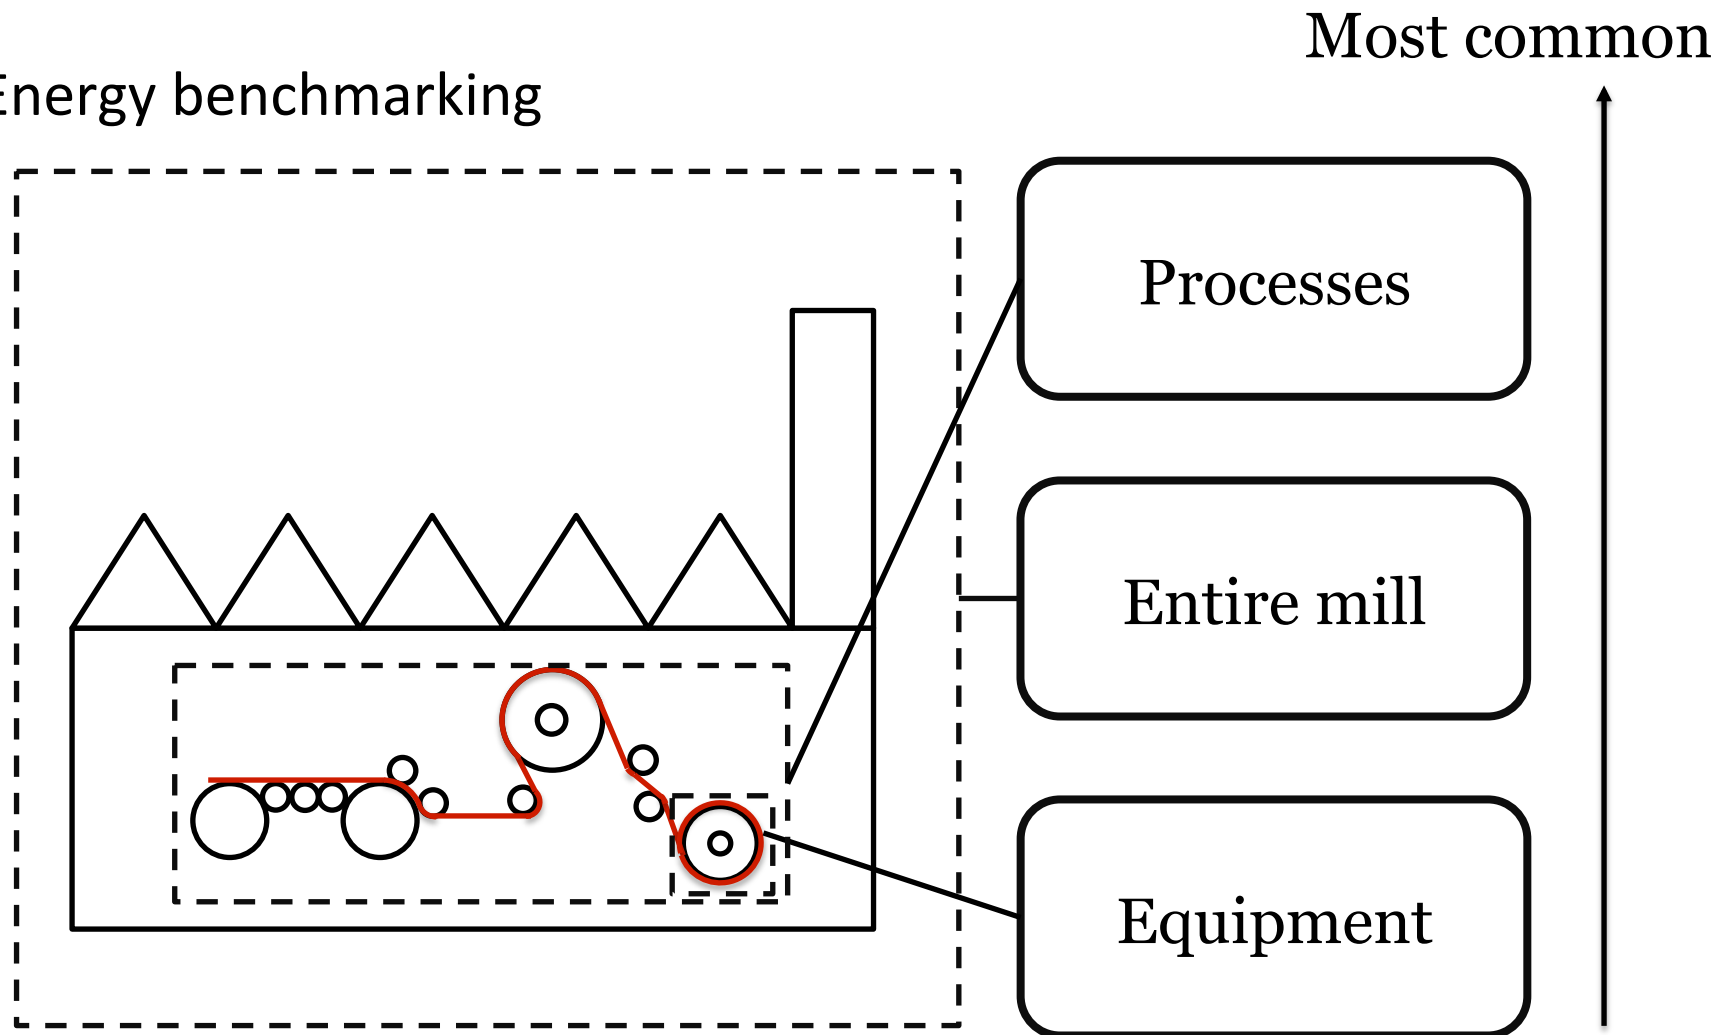 Most common
Energy benchmarking
Processes
Entire mill
Equipment